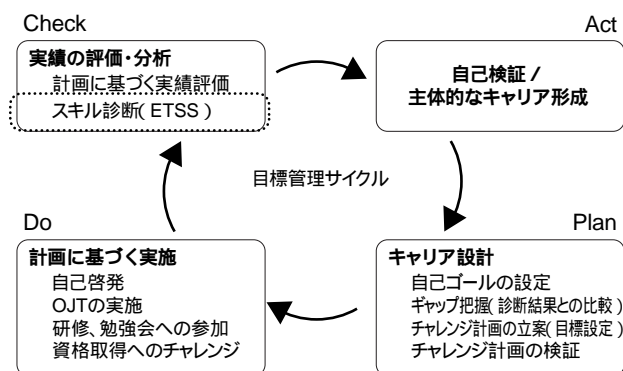 Check
実績の評価・分析
計画に基づく実績評価
スキル診断(ETSS)
Act
自己検証 /
主体的なキャリア形成
目標管理サイクル
Do
計画に基づく実施
自己啓発
OJTの実施
研修、勉強会への参加
資格取得へのチャレンジ
Plan
キャリア設計
自己ゴールの設定
ギャップ把握(診断結果との比較)
チャレンジ計画の立案(目標設定)
チャレンジ計画の検証